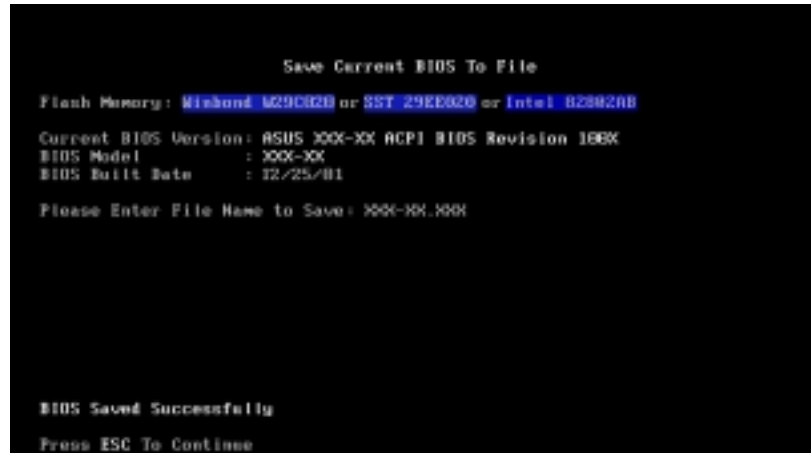 Save Current BIOS To File
Flash Memory: Winbond W29C020 or SST 29EE020 or Intel 82802AB
Current BIOS Version: ASUS XXX-XX ACPI BIOS Revision 100X
BIOS Model : XXX-XX
BIOS Built Date : 12/25/01
Please Enter File Name to Save: XXX-XX.XXX
BIOS Saved Successfully
Press ESC To Continue